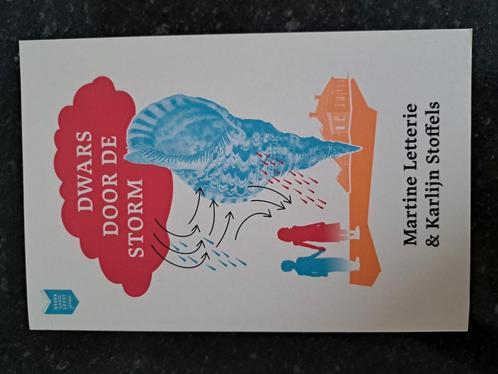 DWARS
DOOR DE
STORM
Martine Letterie
& Karlijn Stoffels